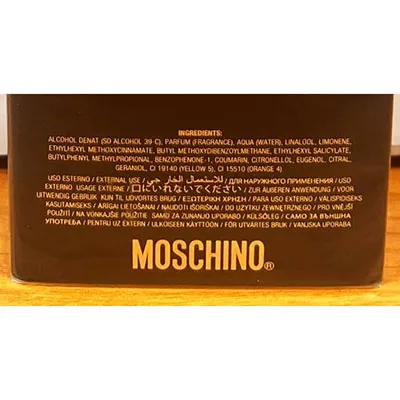 INGREDIENTS:
ALCOHOL DENAT (SD ALCOHOL 39 C), PARFUM (FRAGRANCE), AQUA (WATER), LINALOOL, LIMONENE,
ETHYLHEXYL METHOXYCINNAMATE, BUTYL METHOXYDIBENZOYLMETHANE, ETHYLHEXYL SALICYLATE,
BUTYLPHENYL METHYLPROPIONAL, BENZOPHENONE-1, COUMARIN, CITRONELLOL, EUGENOL, CITRAL,
GERANIOL, CI 19140 (YELLOW 5), CI 15510 (ORANGE 4)
USO ESTERNO / EXTERNAL USE / للاستعمال الخارجي / ДЛЯ НАРУЖНОГО ПРИМЕНЕНИЯ / USO
EXTERNO / USAGE EXTERNE / 口にいれないでください / ZUR ÄUßEREN ANWENDUNG / VOOR
UITWENDIG GEBRUIK / KUN TIL UDVORTES BRUG / ΕΞΩΤΕΡΙΚΗ ΧΡΗΣΗ / PARA USO EXTERNO / VÄLISPIDISEKS
KASUTAMISEKS / ĀRĪGAI LIETOŠANAI / NAUDOTI IŠORIŠKAI / DO UŻYTKU ZEWNĘTRZNEGO / PRO VNĚJŠÍ
POUŽITÍ / NA VONKAJŠIE POUŽITIE / SAMO ZA ZUNANJO UPORABO / KÜLSŐLEG / САМО ЗА ВЪНШНА
УПОТРЕБА / PENTRU UZ EXTERN / ULKOISEEN KÄYTTÖÖN / FÖR UTVÄRTES BRUK / VANJSKA UPORABA
MOSCHINO®